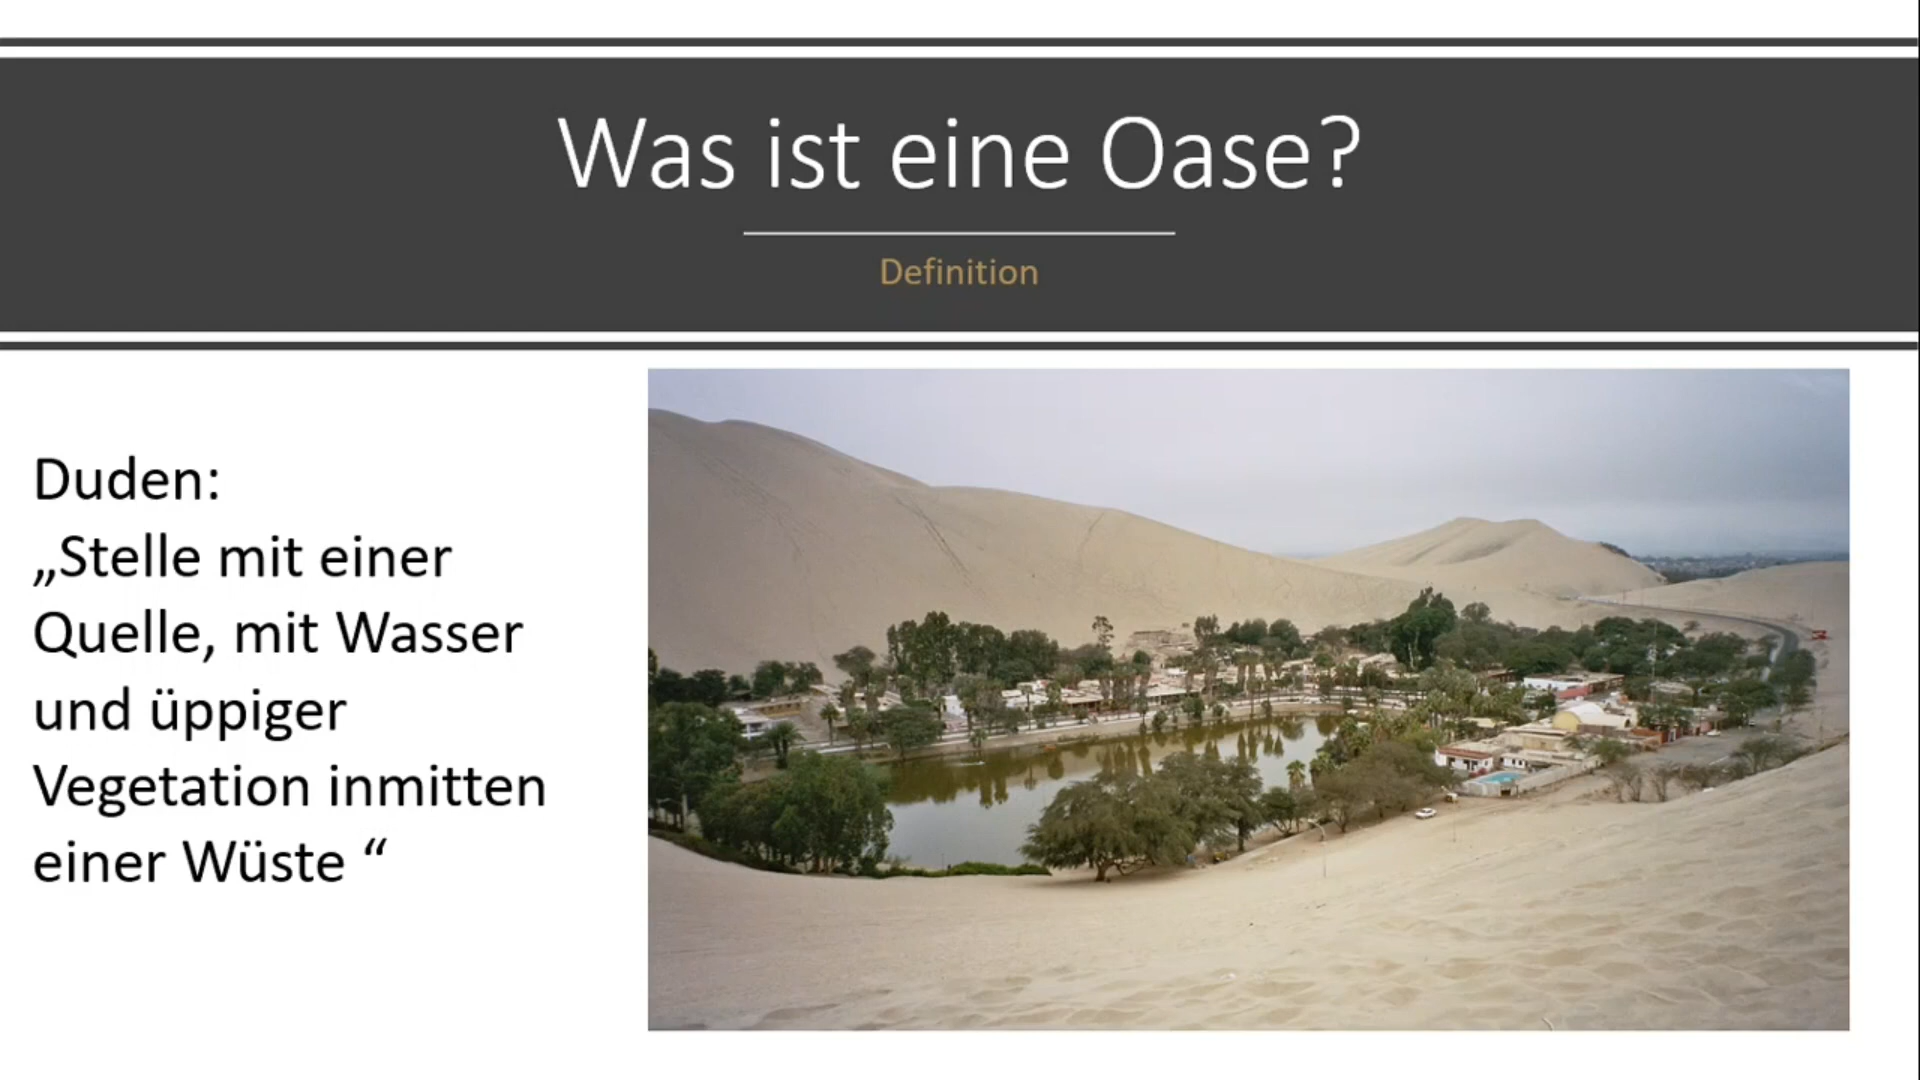 Was ist eine Oase?
Definition
Duden:
„Stelle mit einer
Quelle, mit Wasser
und üppiger
Vegetation inmitten
einer Wüste “